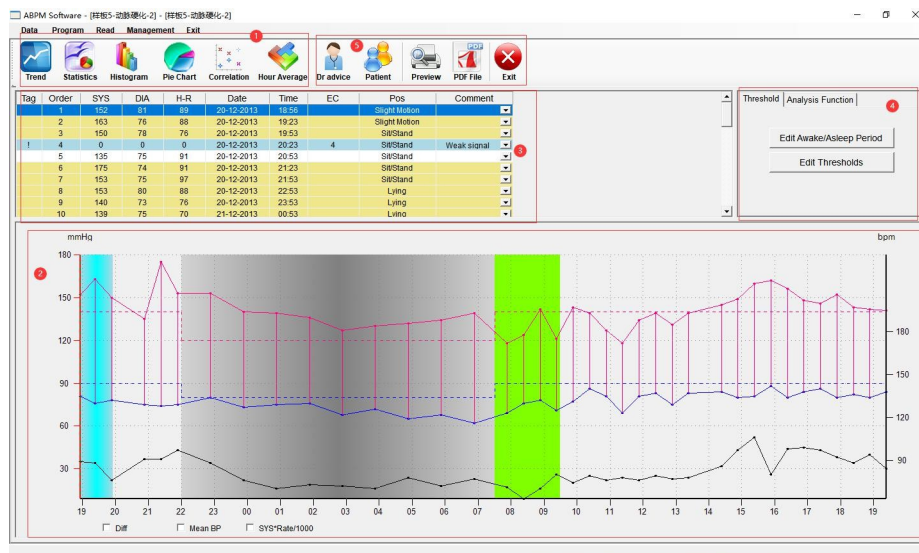 ABPM Software - [样板5-动脉硬化-2] - [样板5-动脉硬化-2]
Data Program Read Management Exit
1
5
Trend Statistics Histogram Pie Chart Correlation Hour Average Dr advice Patient Preview PDF File Exit
PDF
Tag Order SYS DIA H-R Date Time EC Pos Comment
1 152 81 89 20-12-2013 18:56 Slight Motion
2 163 76 88 20-12-2013 19:23 Slight Motion
3 150 78 76 20-12-2013 19:53 Sit/Stand
! 4 0 0 0 20-12-2013 20:23 4 Sit/Stand Weak signal
5 135 75 91 20-12-2013 20:53 Sit/Stand
6 175 74 91 20-12-2013 21:23 Sit/Stand
7 153 75 97 20-12-2013 21:53 Sit/Stand
8 153 80 88 20-12-2013 22:53 Lying
9 140 73 76 20-12-2013 23:53 Lying
10 139 75 70 21-12-2013 00:53 Lying
3
Threshold Analysis Function
4
Edit Awake/Asleep Period
Edit Thresholds
mmHg bpm
2
180
150
120
90
60
30
180
150
120
90
19 20 21 22 23 00 01 02 03 04 05 06 07 08 09 10 11 12 13 14 15 16 17 18 19
Diff Mean BP SYS*Rate/1000